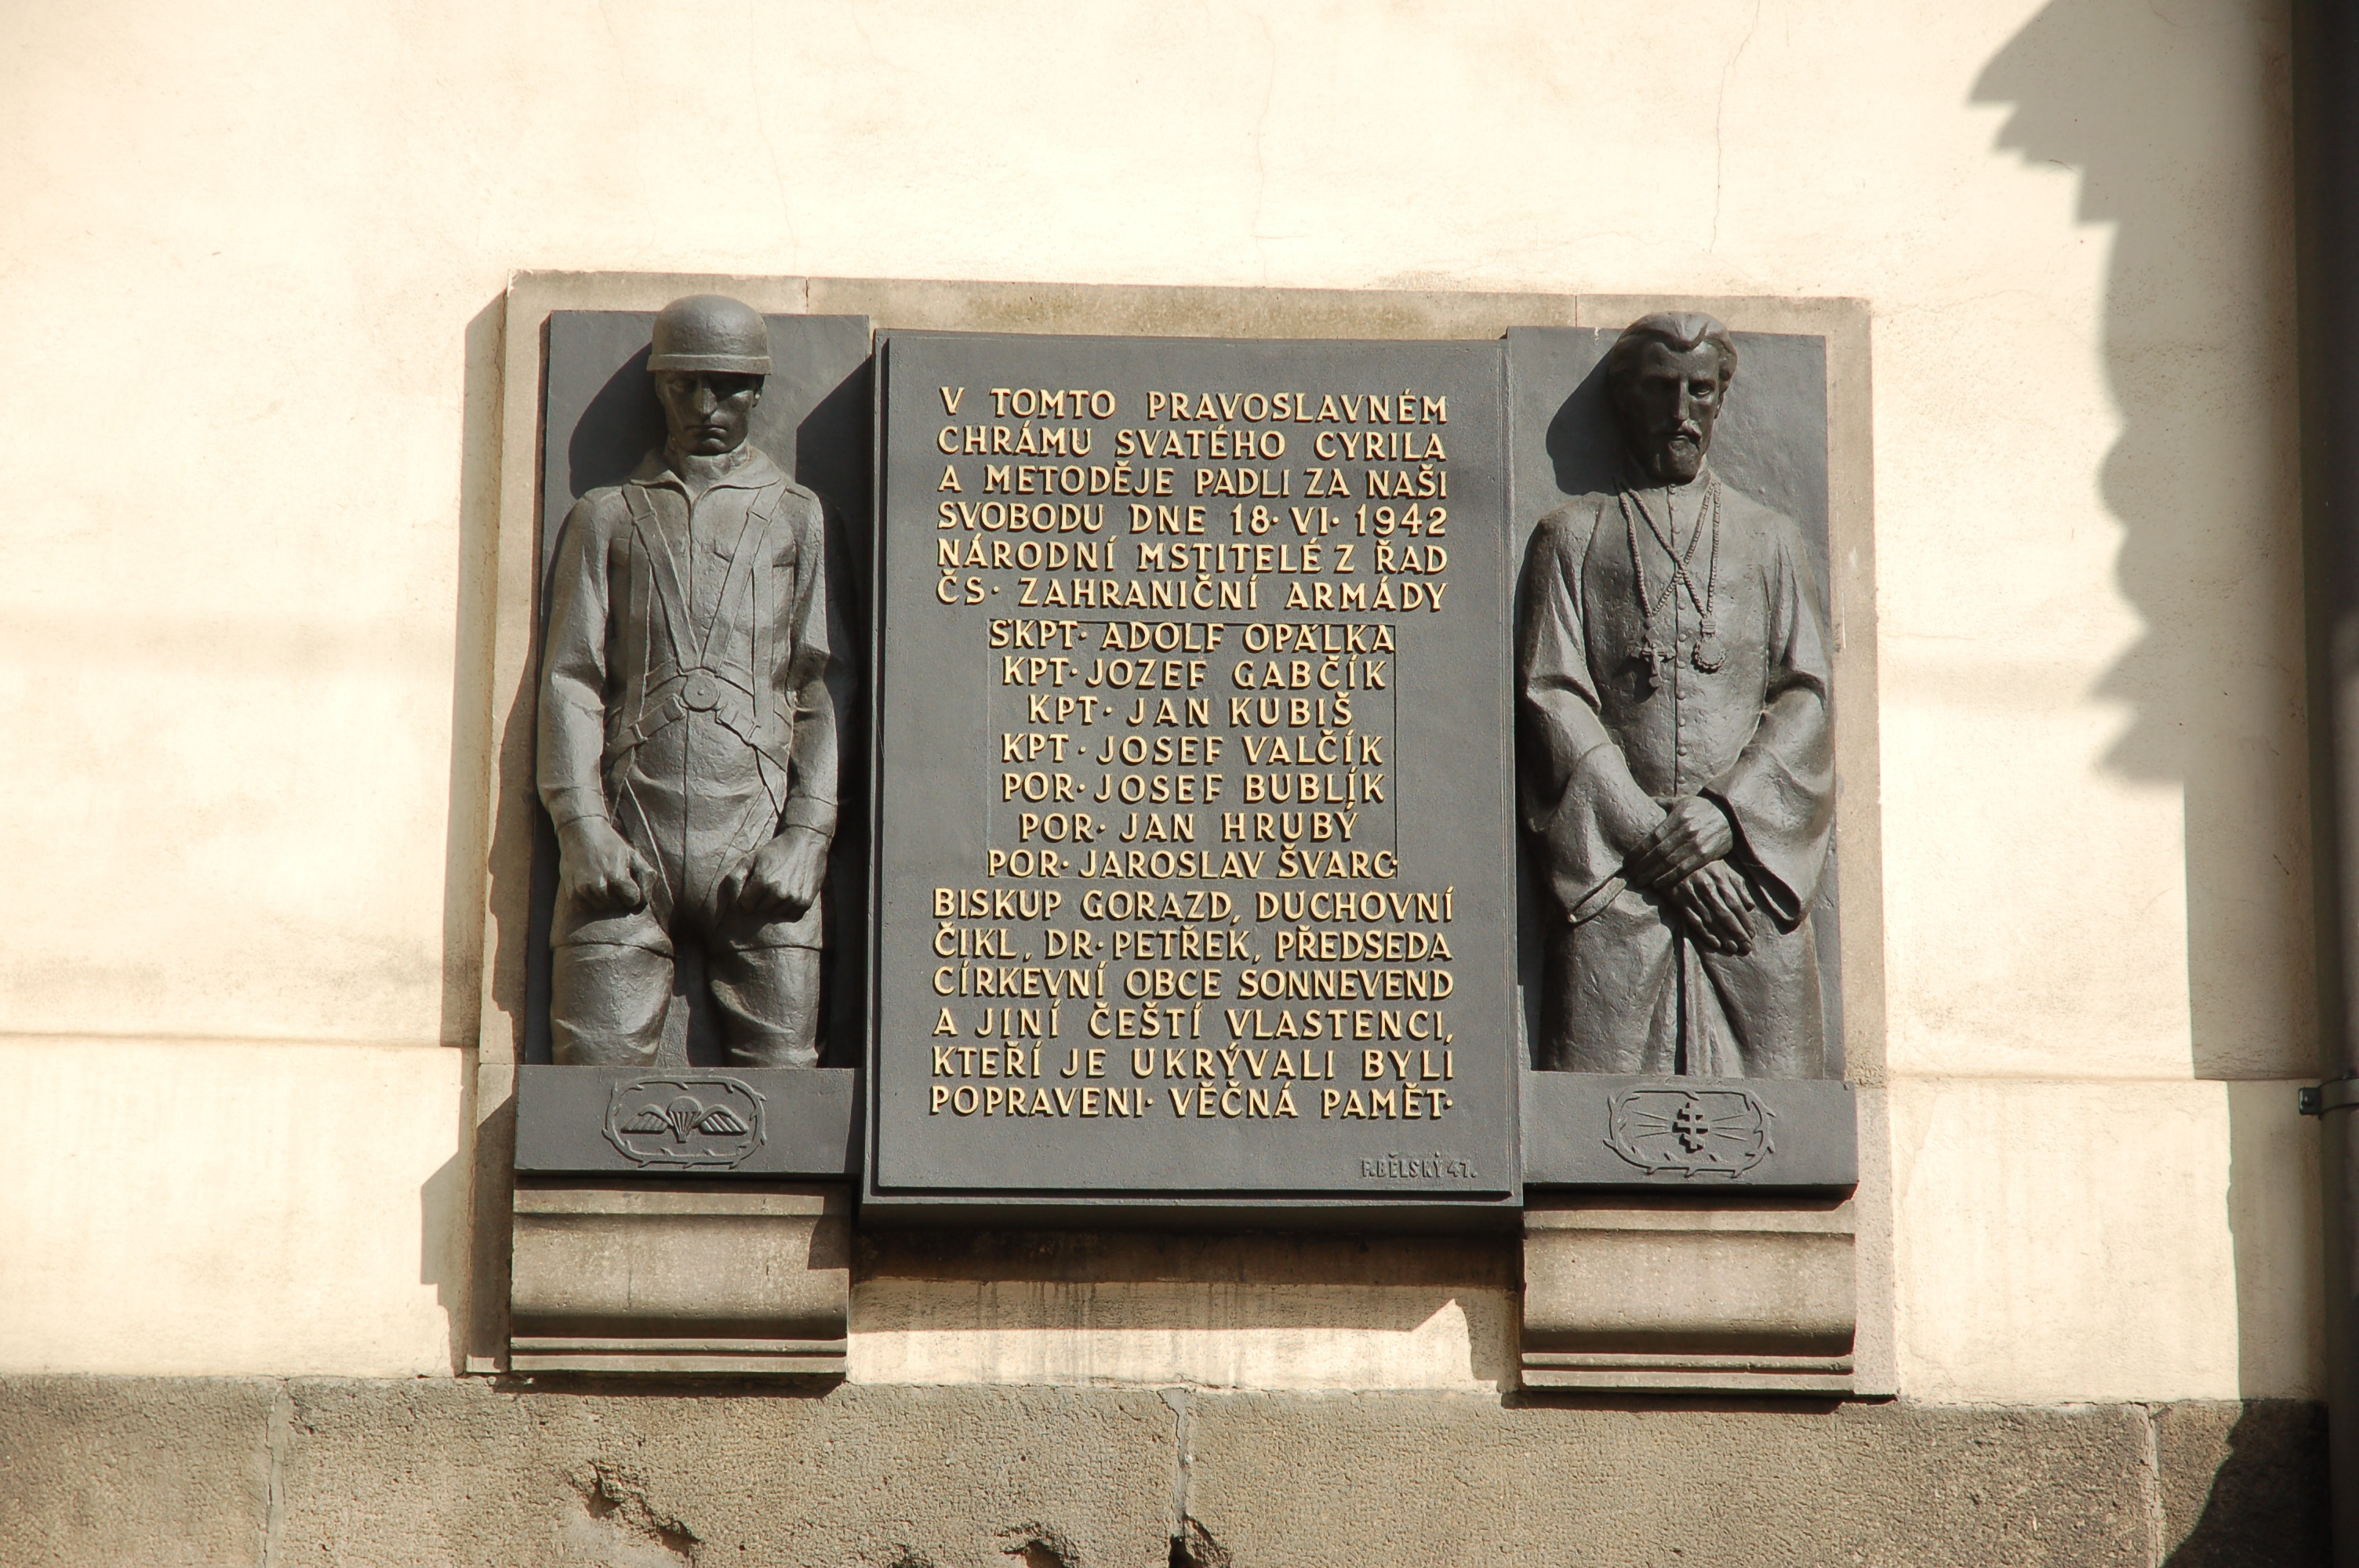 V TOMTO PRAVOSLAVNÉM
CHRÁMU SVATÉHO CYRILA
A METODĚJE PADLI ZA NAŠI
SVOBODU DNE 18· VI· 1942
NÁRODNÍ MSTITELÉ Z ŘAD
ČS· ZAHRANIČNÍ ARMÁDY
ŠKPT· ADOLF OPÁLKA
KPT· JOZEF GABČÍK
KPT· JAN KUBIŠ
KPT· JOSEF VALČÍK
POR· JOSEF BUBLÍK
POR· JAN HRUBÝ
POR· JAROSLAV ŠVARC·
BISKUP GORAZD, DUCHOVNÍ
ČIKL, DR· PETŘEK, PŘEDSEDA
CÍRKEVNÍ OBCE SONNEVEND
A JINÍ ČEŠTÍ VLASTENCI,
KTEŘÍ JE UKRÝVALI BYLI
POPRAVENI· VĚČNÁ PAMĚT·
F. BĚLSKÝ 47.